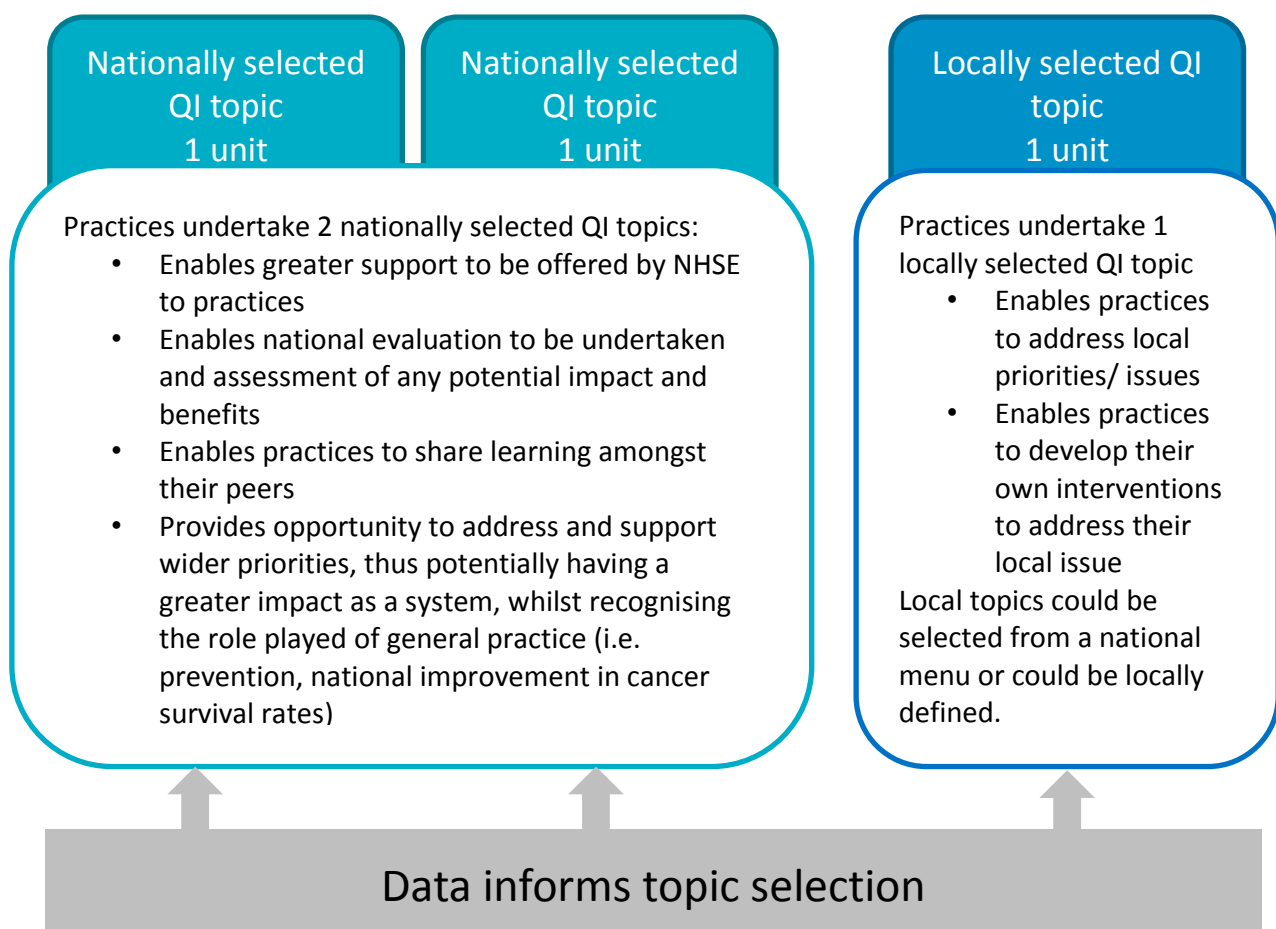 Nationally selected
QI topic
1 unit
Nationally selected
QI topic
1 unit
Locally selected QI
topic
1 unit
Practices undertake 2 nationally selected QI topics:
• Enables greater support to be offered by NHSE
to practices
• Enables national evaluation to be undertaken
and assessment of any potential impact and
benefits
• Enables practices to share learning amongst
their peers
• Provides opportunity to address and support
wider priorities, thus potentially having a
greater impact as a system, whilst recognising
the role played of general practice (i.e.
prevention, national improvement in cancer
survival rates)
Practices undertake 1
locally selected QI topic
• Enables practices
to address local
priorities/ issues
• Enables practices
to develop their
own interventions
to address their
local issue
Local topics could be
selected from a national
menu or could be locally
defined.
Data informs topic selection